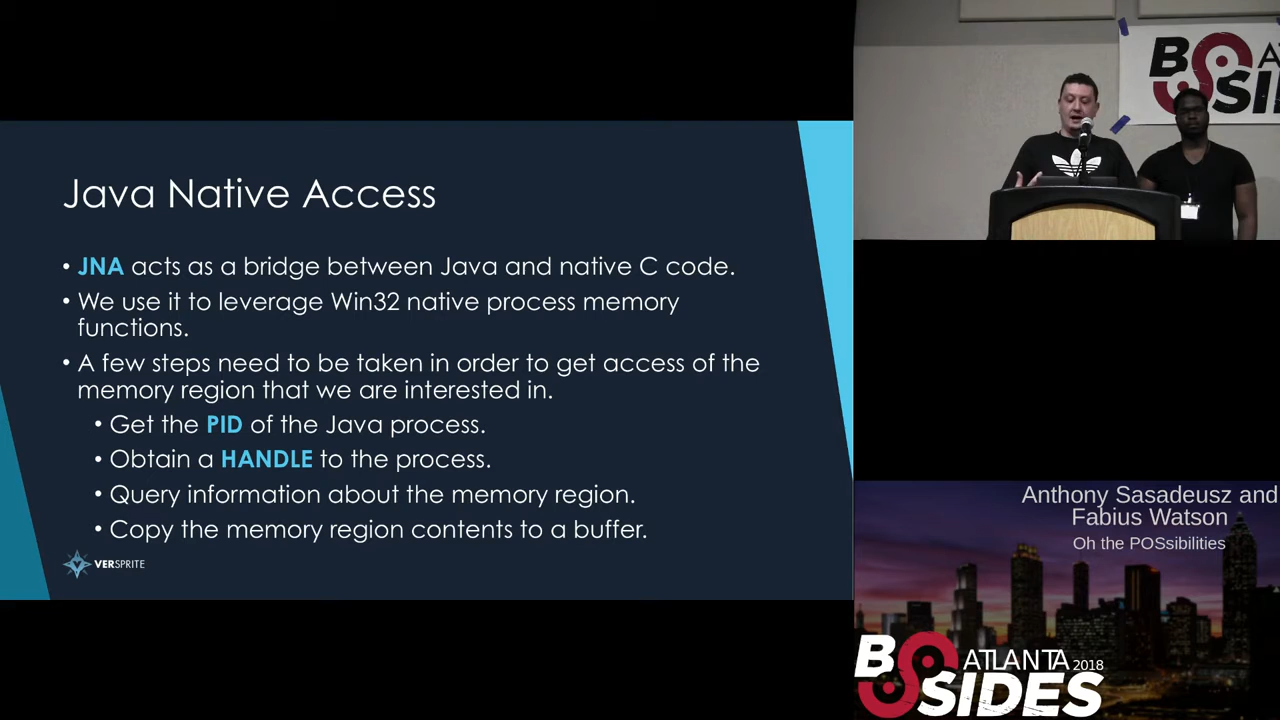 Java Native Access
• JNA acts as a bridge between Java and native C code.
• We use it to leverage Win32 native process memory
functions.
• A few steps need to be taken in order to get access of the
memory region that we are interested in.
• Get the PID of the Java process.
• Obtain a HANDLE to the process.
• Query information about the memory region.
• Copy the memory region contents to a buffer.
VERSPRITE
BSIDES
Anthony Sasadeusz and
Fabius Watson
Oh the POSsibilities
BSIDES ATLANTA 2018